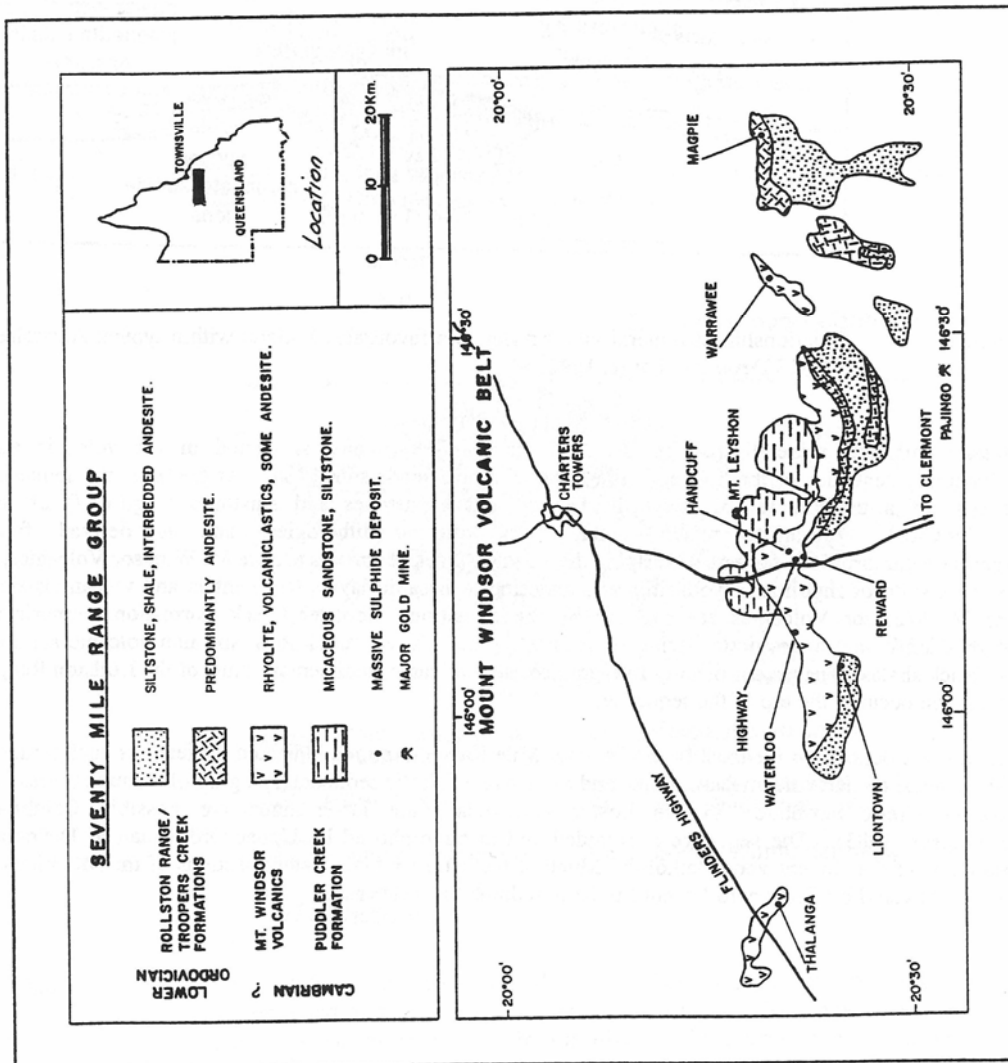 SEVENTY MILE RANGE GROUP
LOWER
ORDOVICIAN
CAMBRIAN ?
ROLLSTON RANGE/
TROOPERS CREEK
FORMATIONS
MT. WINDSOR
VOLCANICS
PUDDLER CREEK
FORMATION
SILTSTONE, SHALE, INTERBEDDED ANDESITE.
PREDOMINANTLY ANDESITE.
RHYOLITE, VOLCANICLASTICS, SOME ANDESITE.
MICACEOUS SANDSTONE, SILTSTONE.
MASSIVE SULPHIDE DEPOSIT.
MAJOR GOLD MINE.
TOWNSVILLE
QUEENSLAND
Location
0 10 20 Km.
146°00'
146°30'
MOUNT WINDSOR VOLCANIC BELT
20°00'
20°00'
CHARTERS
TOWERS
FLINDERS HIGHWAY
HANDCUFF
MT. LEYSHON
WARRAWEE
MAGPIE
HIGHWAY
WATERLOO
THALANGA
LIONTOWN
REWARD
TO CLERMONT
PAJINGO
20°30'
146°00'
146°30'
20°30'